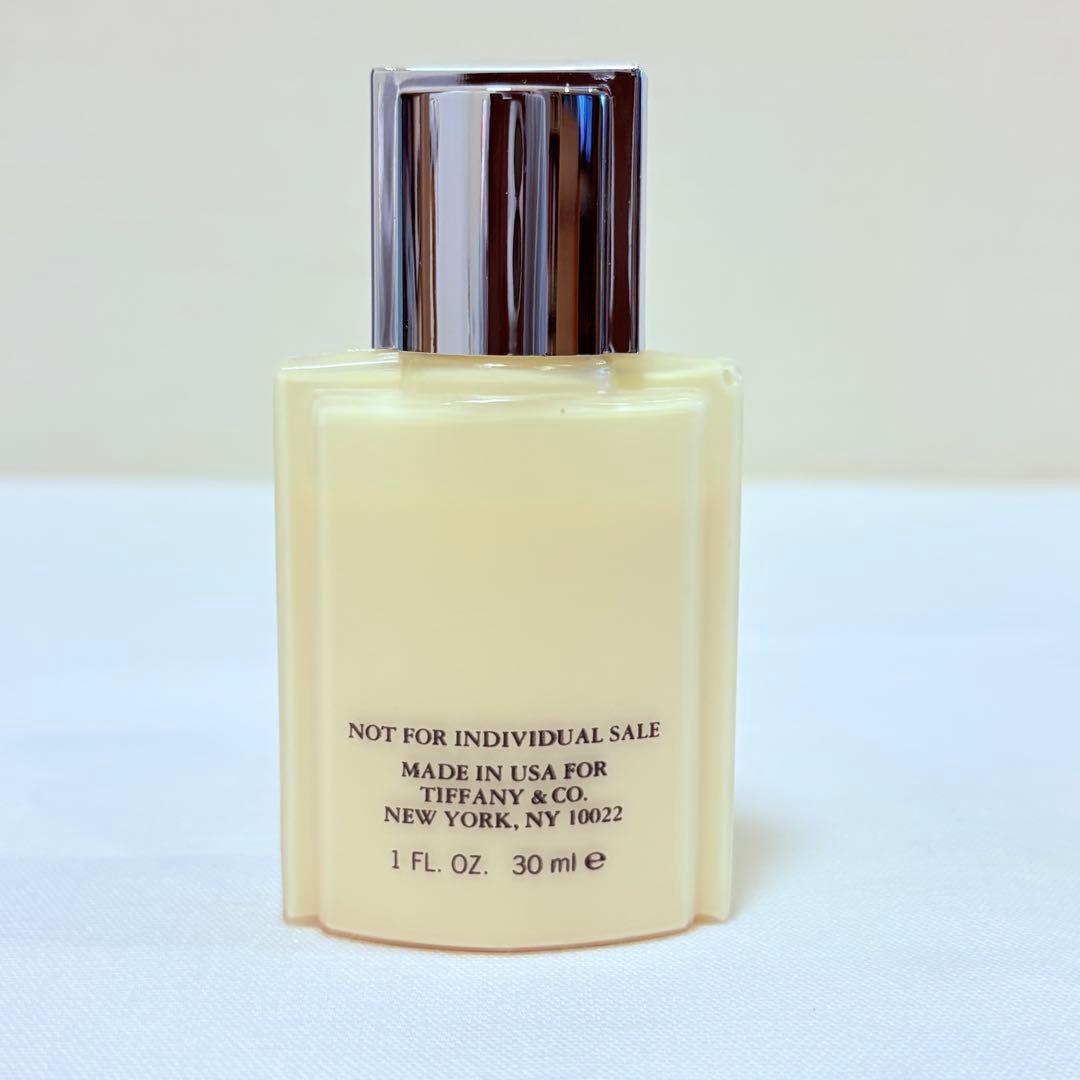 NOT FOR INDIVIDUAL SALE
MADE IN USA FOR
TIFFANY & CO.
NEW YORK, NY 10022
1 FL. OZ. 30 ml ℮